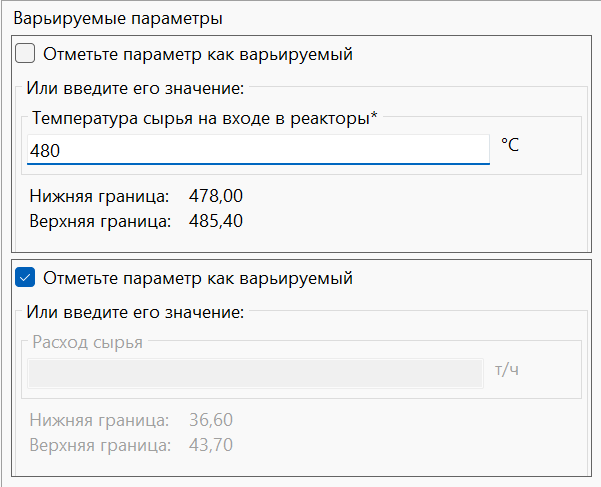 Варьируемые параметры
Отметьте параметр как варьируемый
Или введите его значение:
Температура сырья на входе в реакторы*
480 °C
Нижняя граница: 478,00
Верхняя граница: 485,40
Отметьте параметр как варьируемый
Или введите его значение:
Расход сырья
т/ч
Нижняя граница: 36,60
Верхняя граница: 43,70